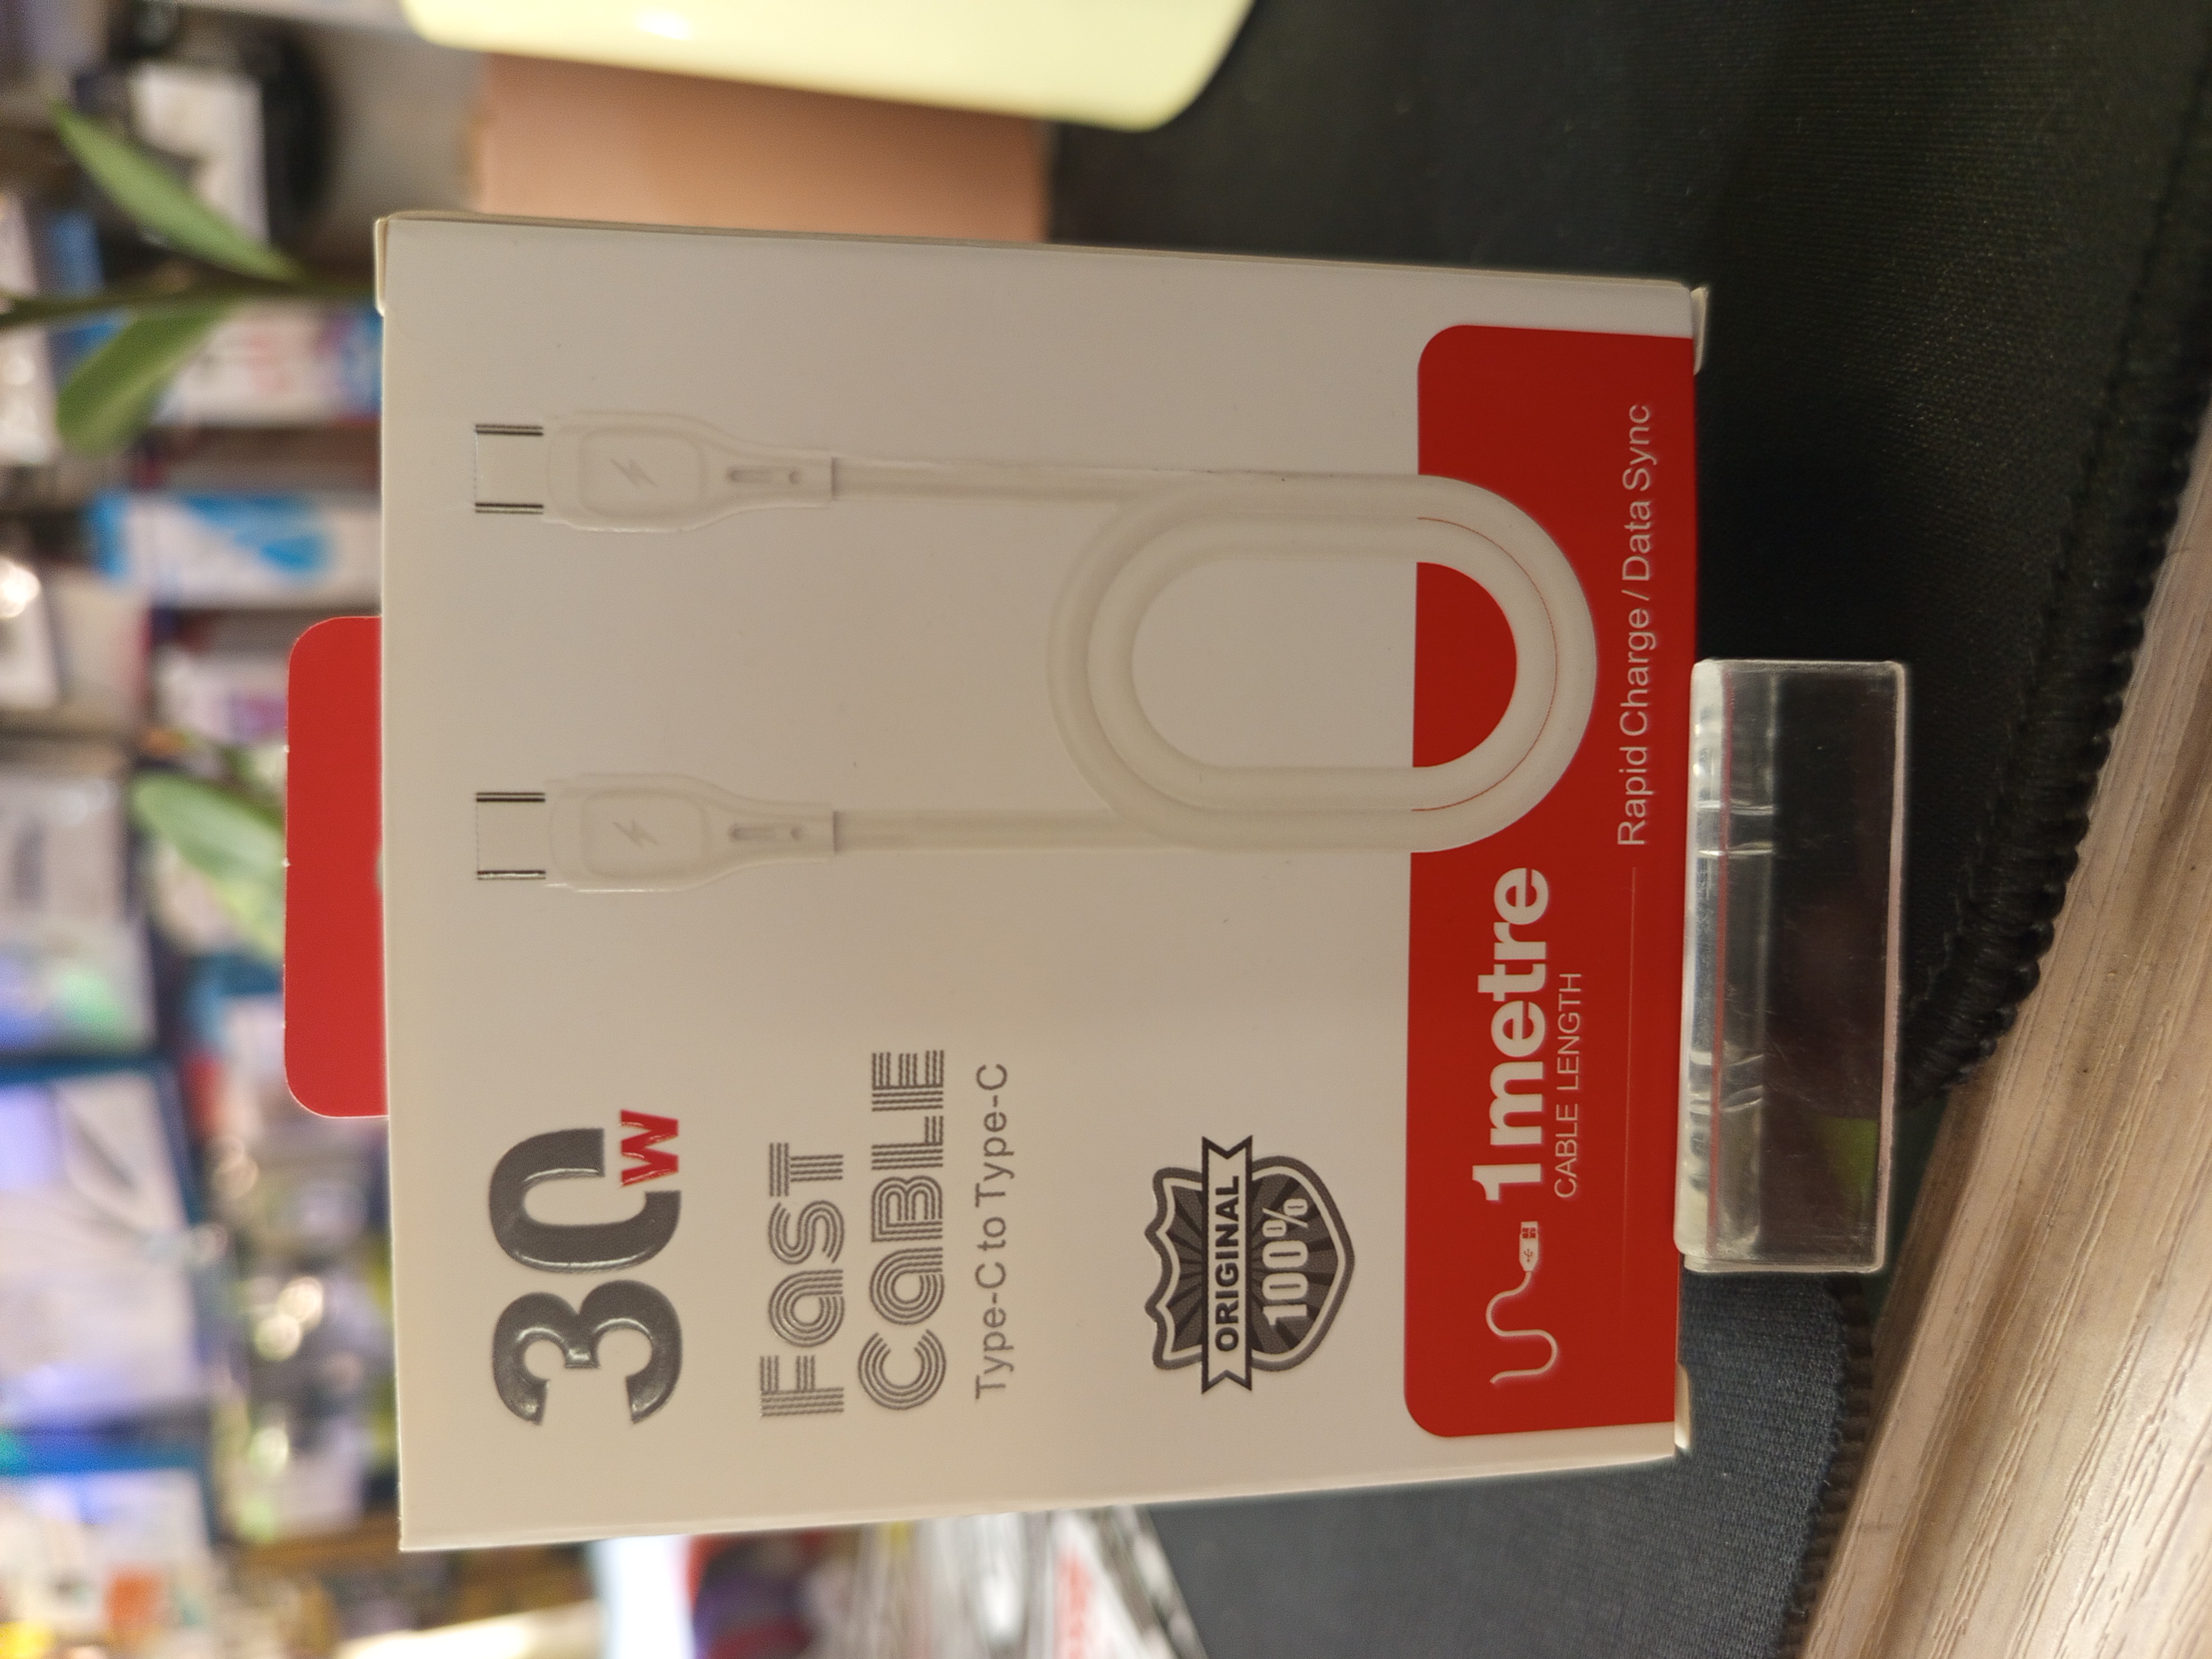 30W
FAST
CABLE
Type-C to Type-C
ORIGINAL
100%
1metre
CABLE LENGTH
Rapid Charge / Data Sync